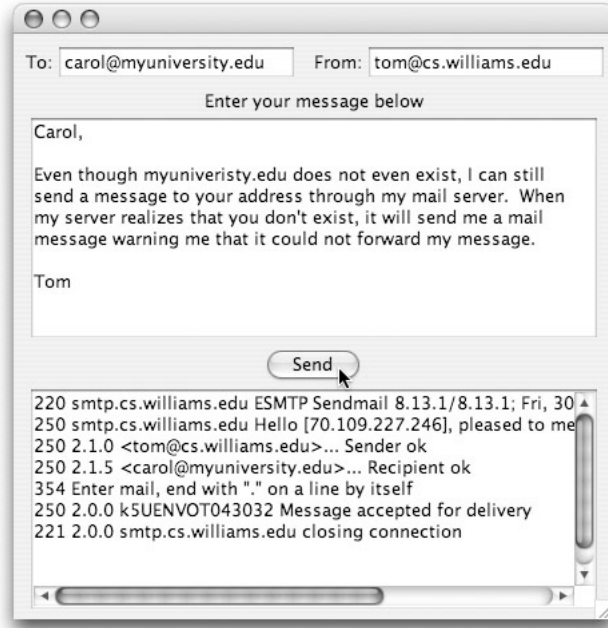 To: carol@myuniversity.edu From: tom@cs.williams.edu
Enter your message below
Carol,
Even though myuniveristy.edu does not even exist, I can still
send a message to your address through my mail server. When
my server realizes that you don't exist, it will send me a mail
message warning me that it could not forward my message.
Tom
Send
220 smtp.cs.williams.edu ESMTP Sendmail 8.13.1/8.13.1; Fri, 30
250 smtp.cs.williams.edu Hello [70.109.227.246], pleased to me
250 2.1.0 <tom@cs.williams.edu>... Sender ok
250 2.1.5 <carol@myuniversity.edu>... Recipient ok
354 Enter mail, end with "." on a line by itself
250 2.0.0 k5UENVOT043032 Message accepted for delivery
221 2.0.0 smtp.cs.williams.edu closing connection